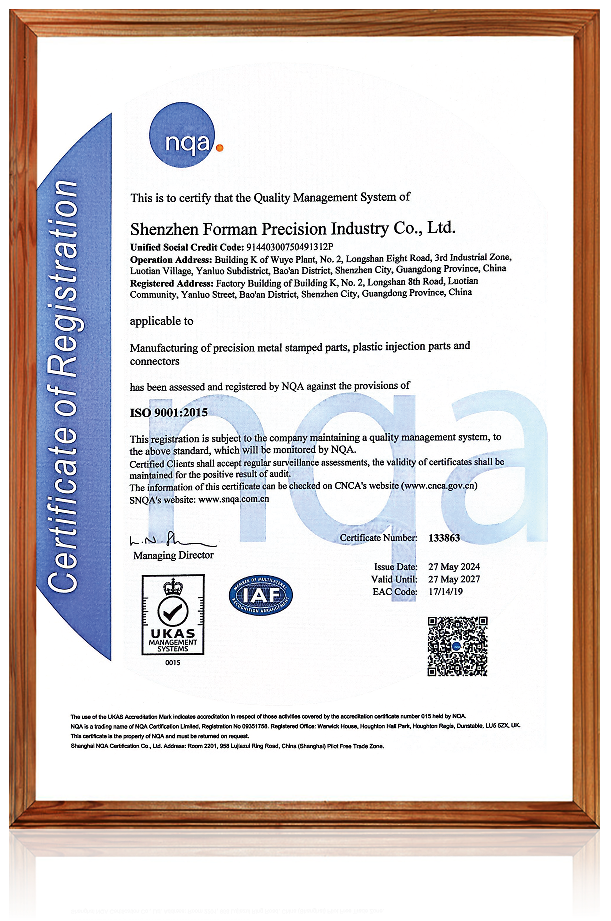 nqa.
Certificate of Registration
This is to certify that the Quality Management System of
Shenzhen Forman Precision Industry Co., Ltd.
Unified Social Credit Code: 91440300750491312P
Operation Address: Building K of Wuye Plant, No. 2, Longshan Eight Road, 3rd Industrial Zone,
Luotian Village, Yanluo Subdistrict, Bao'an District, Shenzhen City, Guangdong Province, China
Registered Address: Factory Building of Building K, No. 2, Longshan 8th Road, Luotian
Community, Yanluo Street, Bao'an District, Shenzhen City, Guangdong Province, China
applicable to
Manufacturing of precision metal stamped parts, plastic injection parts and
connectors
has been assessed and registered by NQA against the provisions of
ISO 9001:2015
This registration is subject to the company maintaining a quality management system, to
the above standard, which will be monitored by NQA.
Certified Clients shall accept regular surveillance assessments, the validity of certificates shall be
maintained for the positive result of audit.
The information of this certificate can be checked on CNCA's website (www.cnca.gov.cn)
SNQA's website: www.snqa.com.cn
nqa
Managing Director
Certificate Number: 133863
Issue Date: 27 May 2024
Valid Until: 27 May 2027
EAC Code: 17/14/19
UKAS
MANAGEMENT
SYSTEMS
0015
MEMBER OF MULTILATERAL
IAF
RECOGNITION ARRANGEMENT
The use of the UKAS Accreditation Mark indicates accreditation in respect of those activities covered by the accreditation certificate number 015 held by NQA.
NQA is a trading name of NQA Certification Limited, Registration No 09351758. Registered Office: Warwick House, Houghton Hall Park, Houghton Regis, Dunstable, LU5 5ZX, UK.
This certificate is the property of NQA and must be returned on request.
Shanghai NQA Certification Co., Ltd. Address: Room 2201, 958 Lujiazui Ring Road, China (Shanghai) Pilot Free Trade Zone.